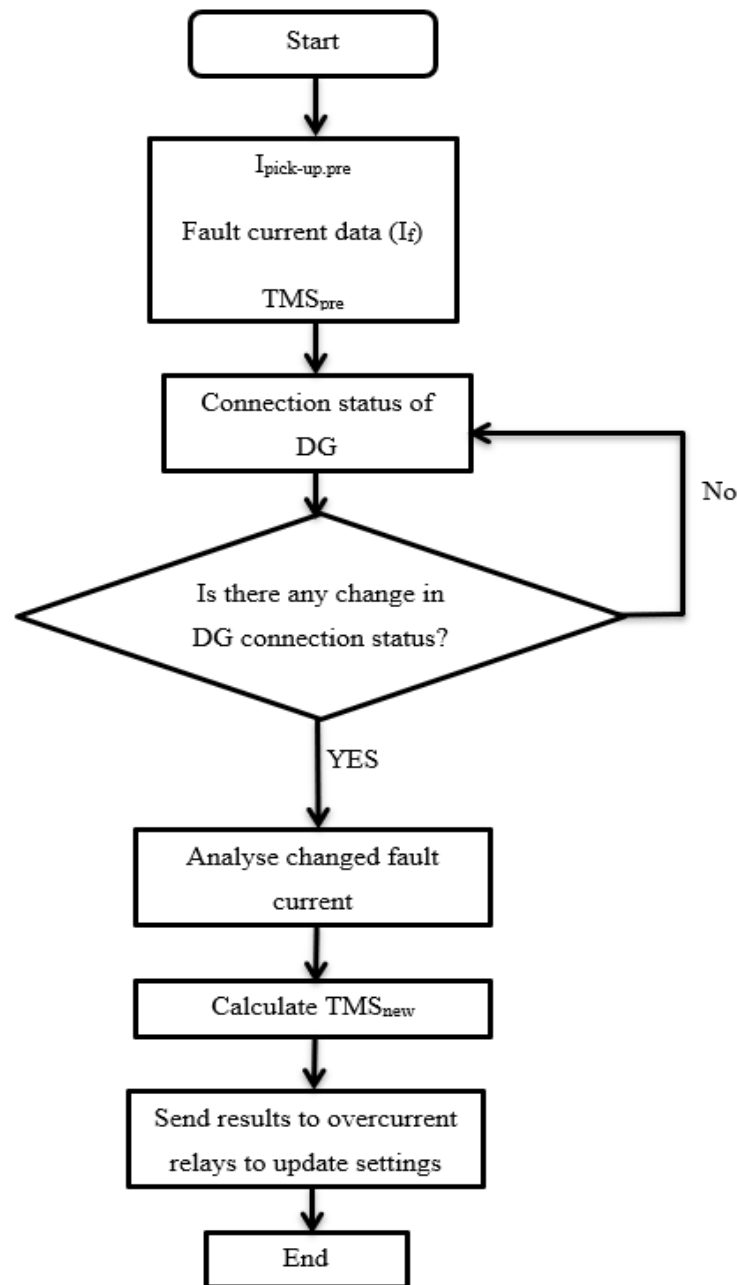 Start
Ipick-up.pre
Fault current data (If)
TMSpre
Connection status of
DG
No
Is there any change in
DG connection status?
YES
Analyse changed fault
current
Calculate TMSnew
Send results to overcurrent
relays to update settings
End